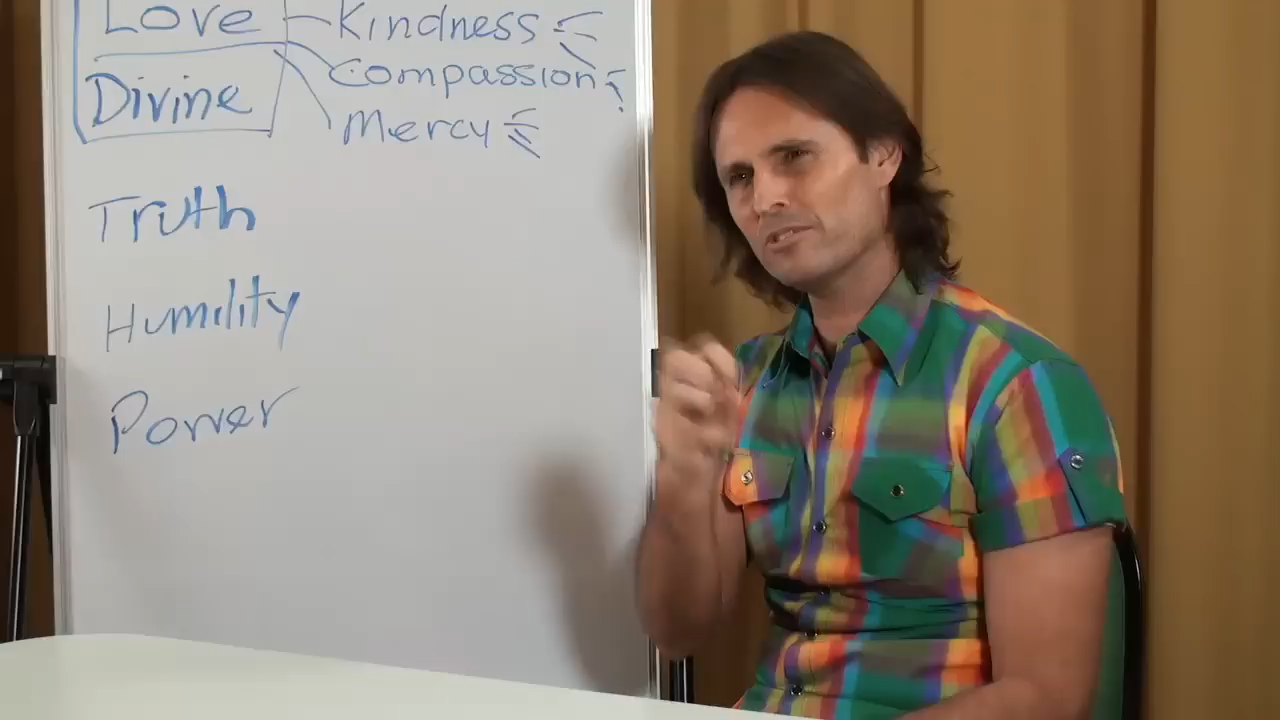 Love Kindness
Compassion
Divine
Mercy
Truth
Humility
Power